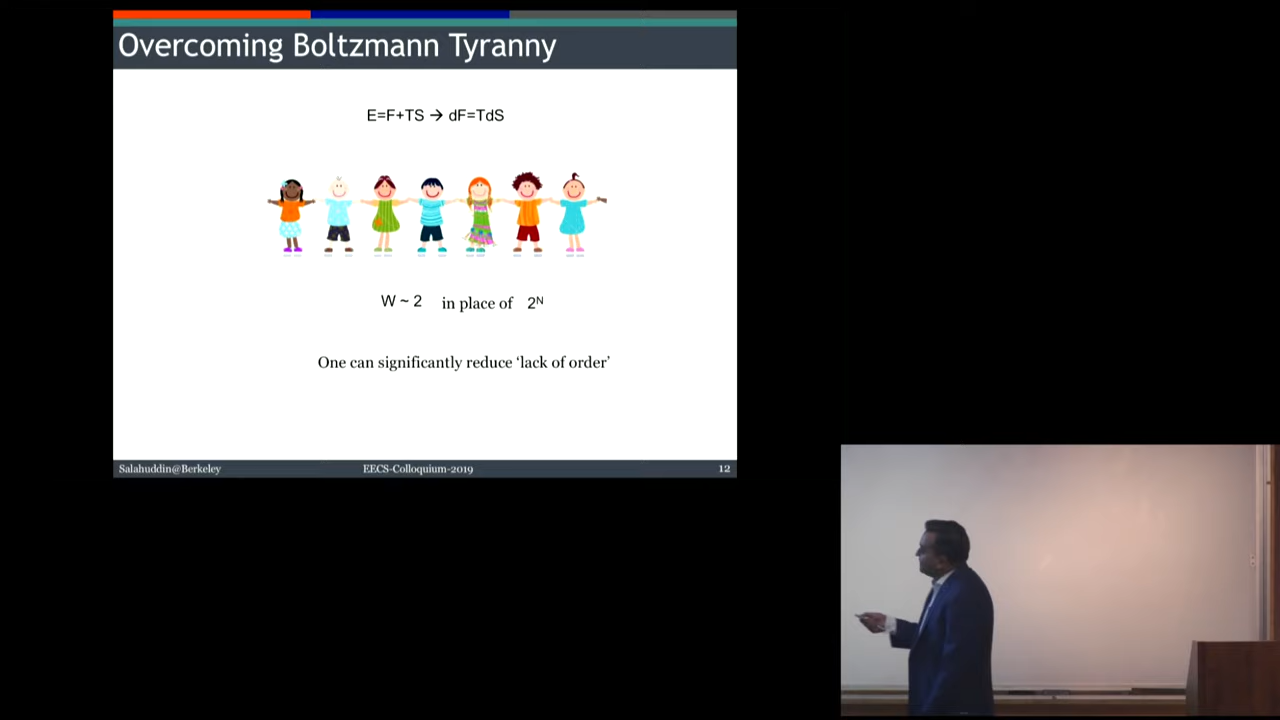 Overcoming Boltzmann Tyranny
E=F+TS → dF=TdS
W ~ 2 in place of 2ᴺ
One can significantly reduce ‘lack of order’
Salahuddin@Berkeley EECS-Colloquium-2019 12